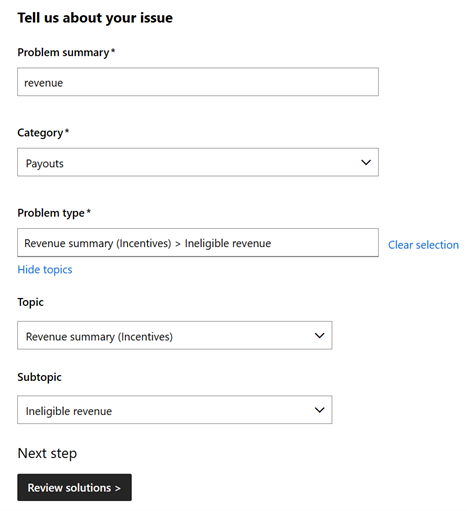 Tell us about your issue
Problem summary*
revenue
Category*
Payouts
Problem type*
Revenue summary (Incentives) > Ineligible revenue
Clear selection
Hide topics
Topic
Revenue summary (Incentives)
Subtopic
Ineligible revenue
Next step
Review solutions >